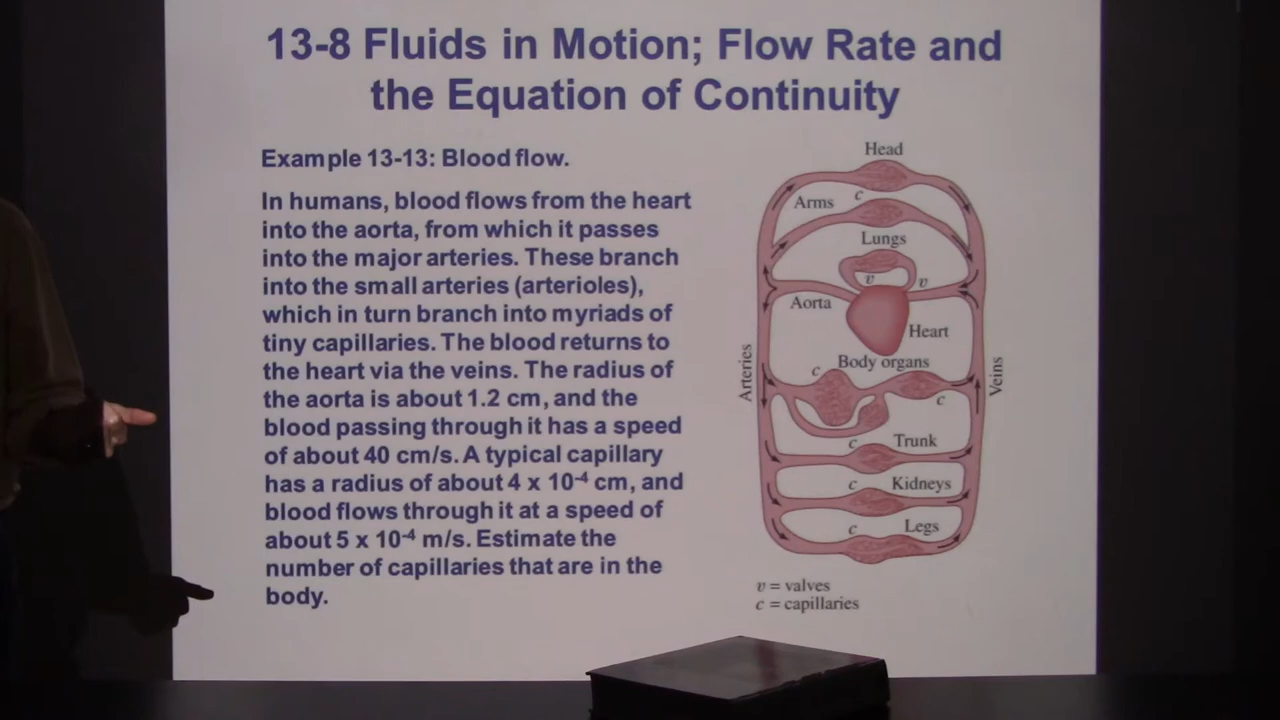 13-8 Fluids in Motion; Flow Rate and
the Equation of Continuity
Example 13-13: Blood flow.
In humans, blood flows from the heart
into the aorta, from which it passes
into the major arteries. These branch
into the small arteries (arterioles),
which in turn branch into myriads of
tiny capillaries. The blood returns to
the heart via the veins. The radius of
the aorta is about 1.2 cm, and the
blood passing through it has a speed
of about 40 cm/s. A typical capillary
has a radius of about 4 x 10⁻⁴ cm, and
blood flows through it at a speed of
about 5 x 10⁻⁴ m/s. Estimate the
number of capillaries that are in the
body.
Head
c
Arms
Lungs
v
v
Aorta
Heart
Body organs
c
Arteries
Veins
c
c
Trunk
c
Kidneys
c
Legs
v = valves
c = capillaries